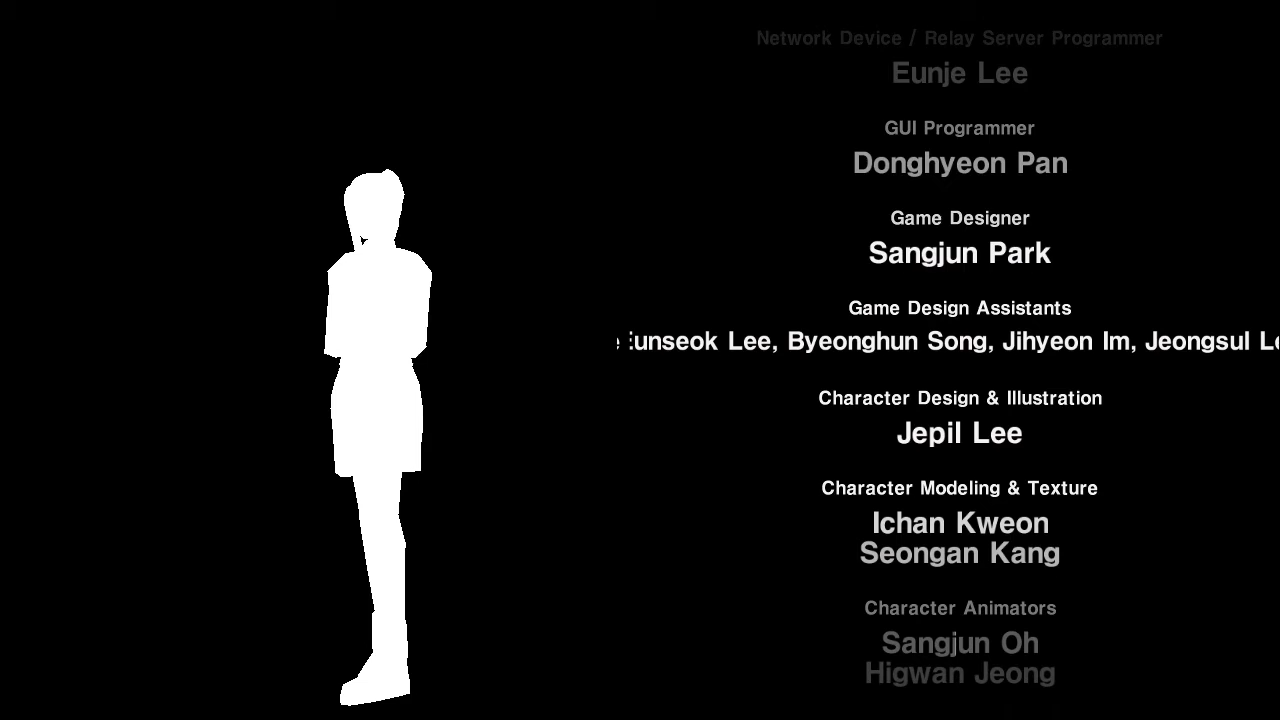 Network Device / Relay Server Programmer
Eunje Lee
GUI Programmer
Donghyeon Pan
Game Designer
Sangjun Park
Game Design Assistants
Eunseok Lee, Byeonghun Song, Jihyeon Im, Jeongsul
Character Design & Illustration
Jepil Lee
Character Modeling & Texture
Ichan Kweon
Seongan Kang
Character Animators
Sangjun Oh
Higwan Jeong